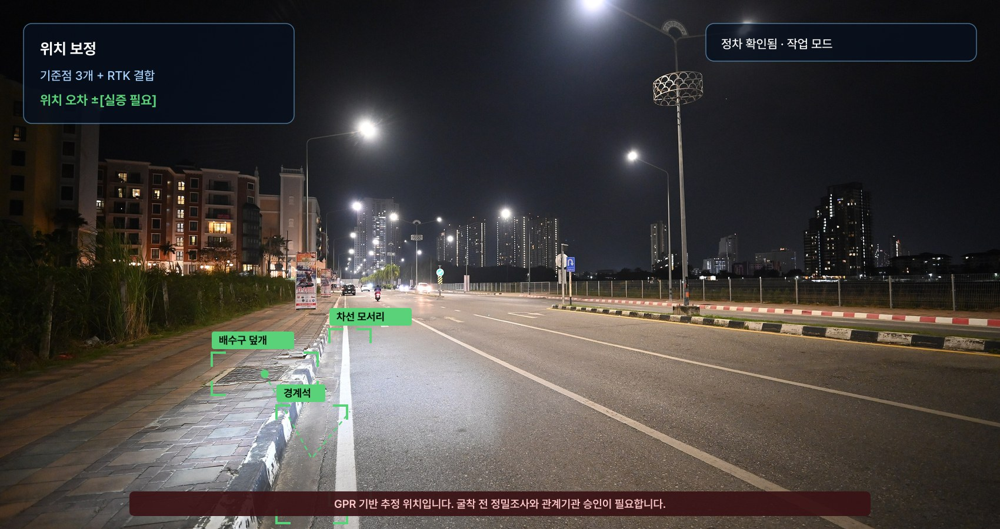 위치 보정
기준점 3개 + RTK 결합
위치 오차 ±[실증 필요]
정차 확인됨 · 작업 모드
차선 모서리
배수구 덮개
경계석
GPR 기반 추정 위치입니다. 굴착 전 정밀조사와 관계기관 승인이 필요합니다.